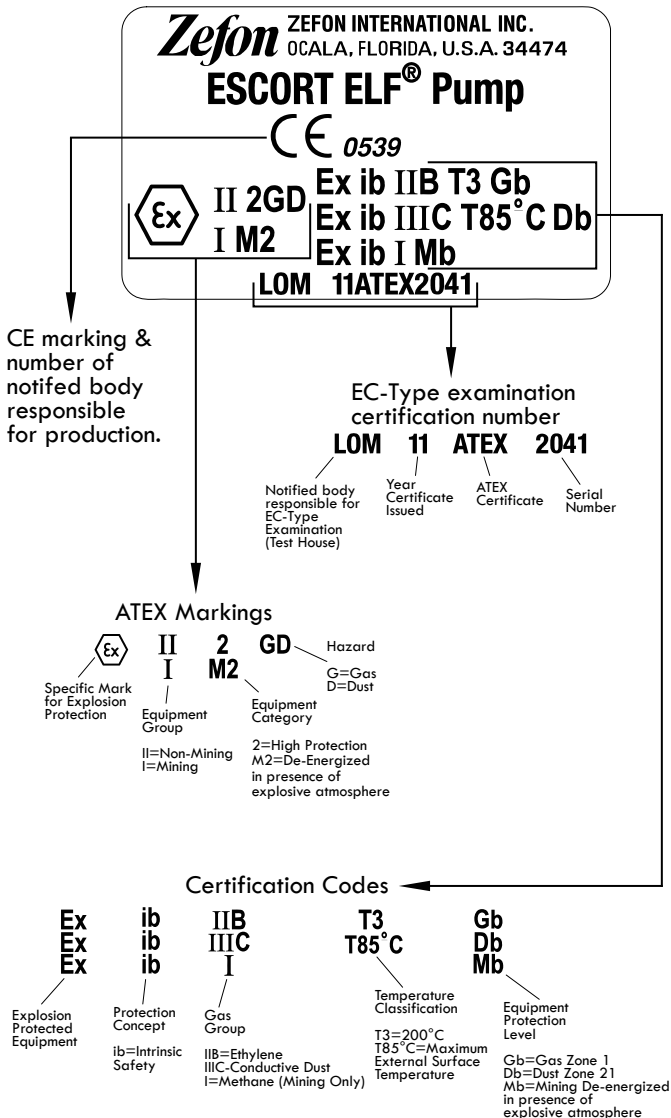 Zefon ZEFON INTERNATIONAL INC.
OCALA, FLORIDA, U.S.A. 34474
ESCORT ELF® Pump
CE 0539
Ex II 2GD
I M2
Ex ib IIB T3 Gb
Ex ib IIIC T85°C Db
Ex ib I Mb
LOM 11ATEX2041
CE marking &
number of
notifed body
responsible
for production.
EC-Type examination
certification number
LOM 11 ATEX 2041
Notified body
responsible for
EC-Type
Examination
(Test House)
Year
Certificate
Issued
ATEX
Certificate
Serial
Number
ATEX Markings
Ex II 2 GD
I M2
Specific Mark
for Explosion
Protection
Equipment
Group
II=Non-Mining
I=Mining
Equipment
Category
2=High Protection
M2=De-Energized
in presence of
explosive atmosphere
Hazard
G=Gas
D=Dust
Certification Codes
Ex ib IIB T3 Gb
Ex ib IIIC T85°C Db
Ex ib I Mb
Explosion
Protected
Equipment
Protection
Concept
ib=Intrinsic
Safety
Gas
Group
IIB=Ethylene
IIIC-Conductive Dust
I=Methane (Mining Only)
Temperature
Classification
T3=200°C
T85°C=Maximum
External Surface
Temperature
Equipment
Protection
Level
Gb=Gas Zone 1
Db=Dust Zone 21
Mb=Mining De-energized
in presence of
explosive atmosphere